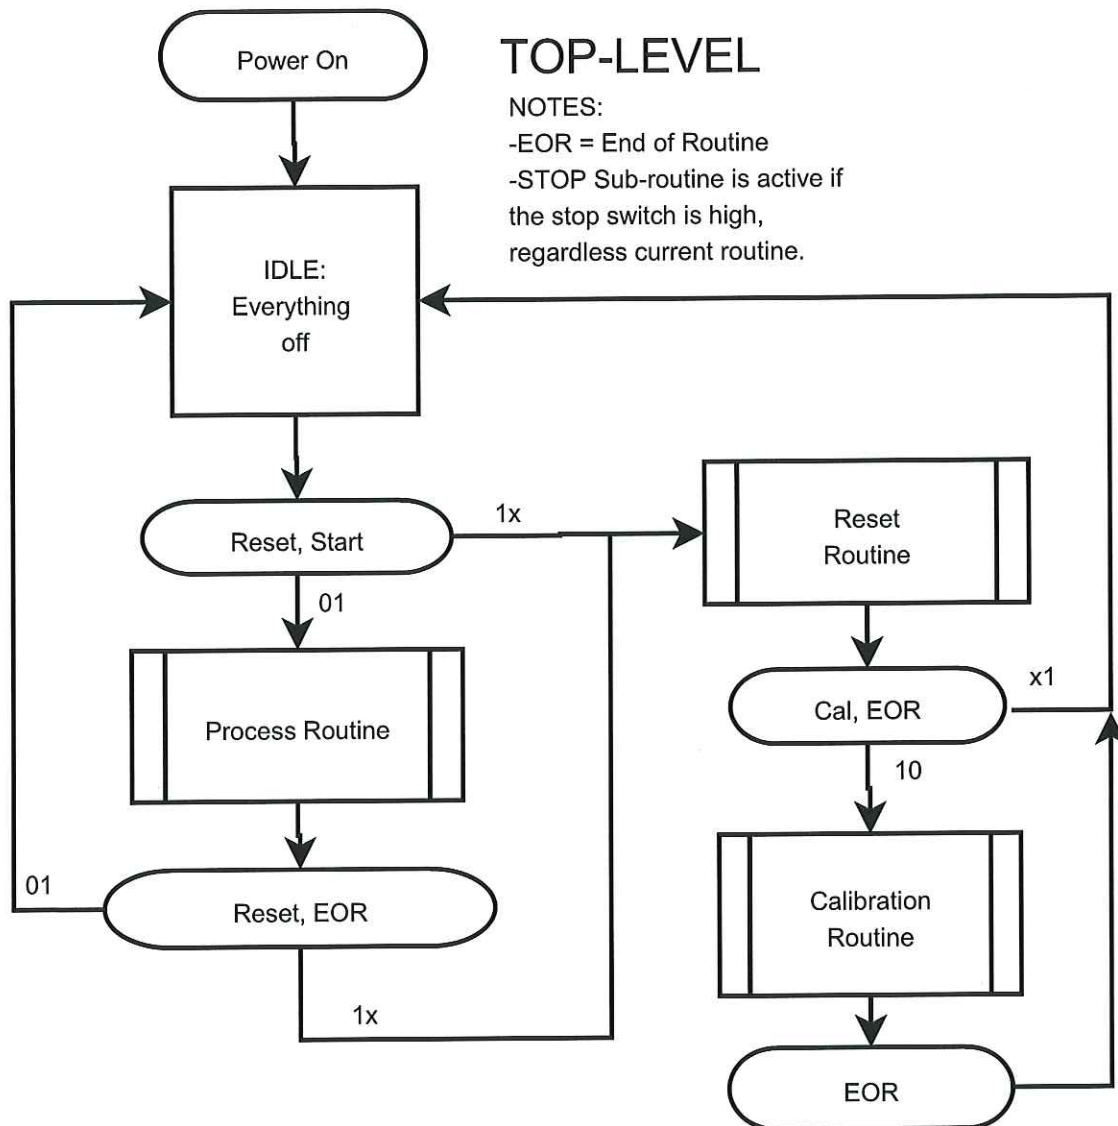 Power On
TOP-LEVEL
NOTES:
-EOR = End of Routine
-STOP Sub-routine is active if
the stop switch is high,
regardless current routine.
IDLE:
Everything
off
Reset, Start
1x
01
Reset
Routine
Process Routine
Cal, EOR
x1
10
Reset, EOR
01
1x
Calibration
Routine
EOR